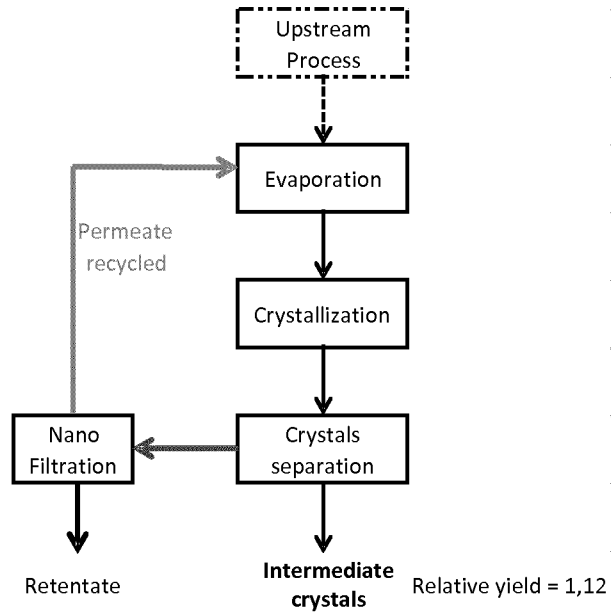 Upstream
Process
Evaporation
Permeate
recycled
Crystallization
Nano
Filtration
Crystals
separation
Retentate
Intermediate
crystals
Relative yield = 1,12